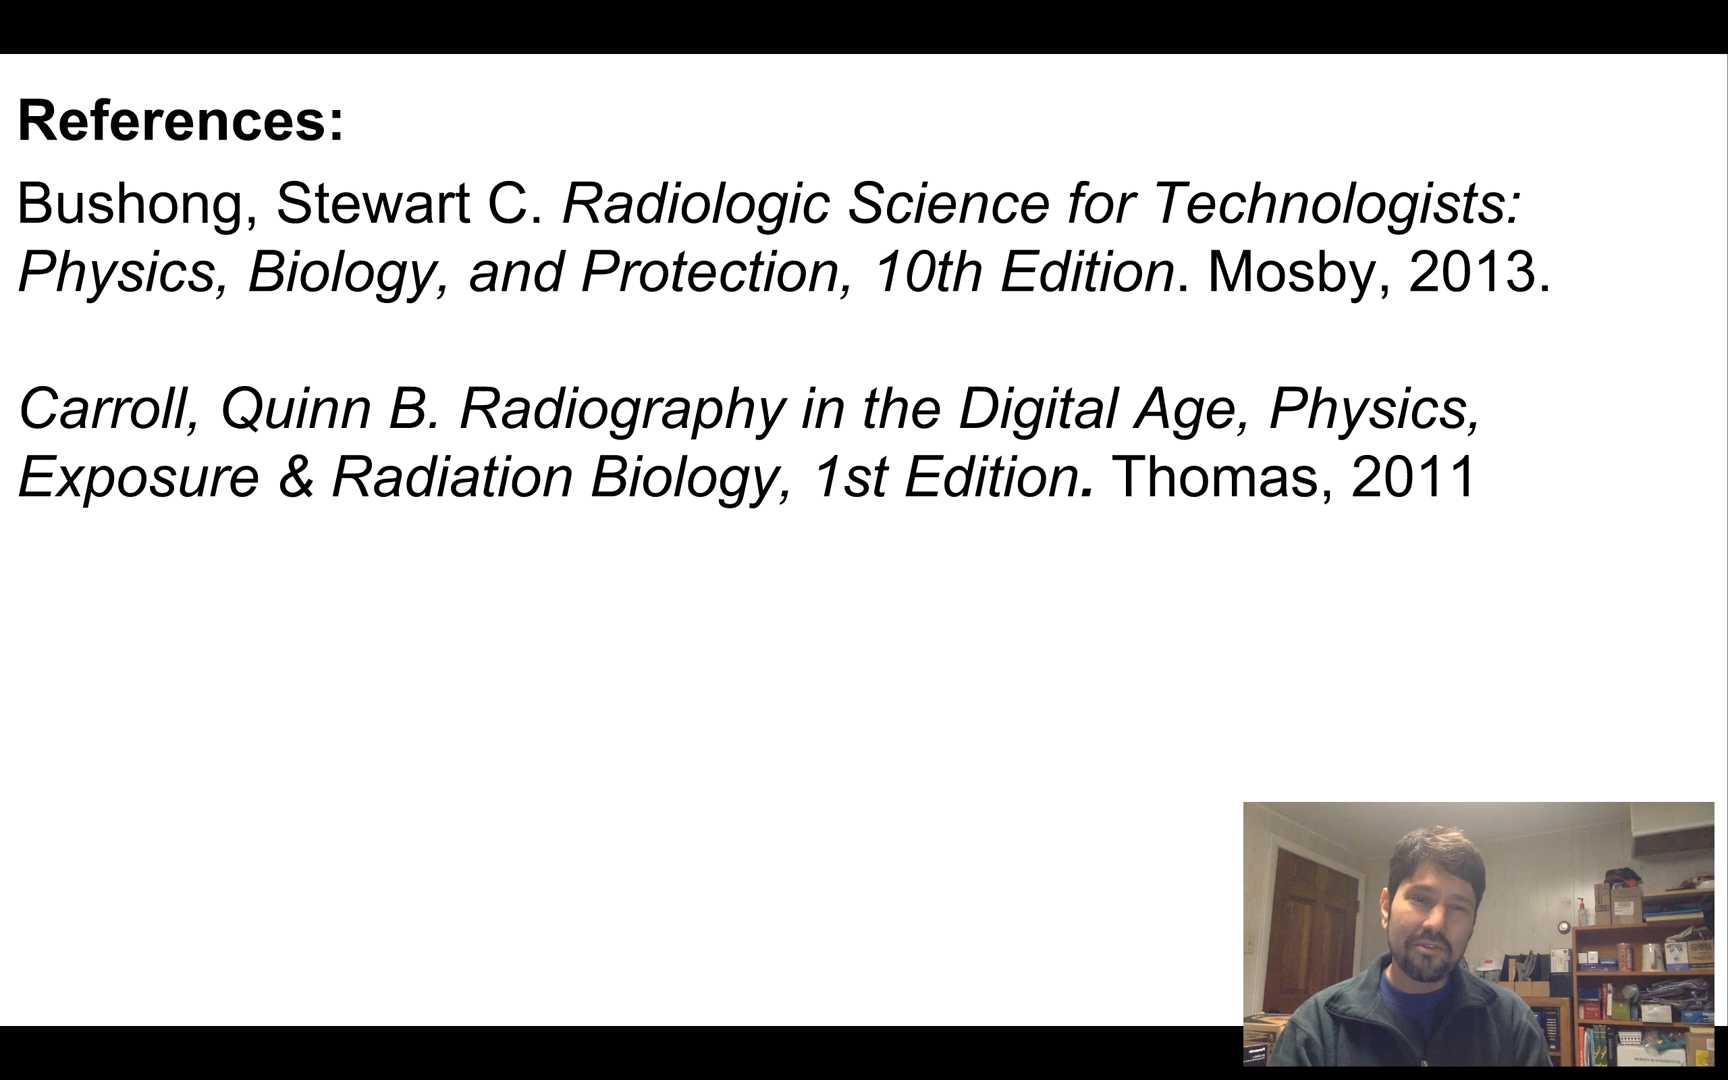 References:
Bushong, Stewart C. Radiologic Science for Technologists:
Physics, Biology, and Protection, 10th Edition. Mosby, 2013.
Carroll, Quinn B. Radiography in the Digital Age, Physics,
Exposure & Radiation Biology, 1st Edition. Thomas, 2011